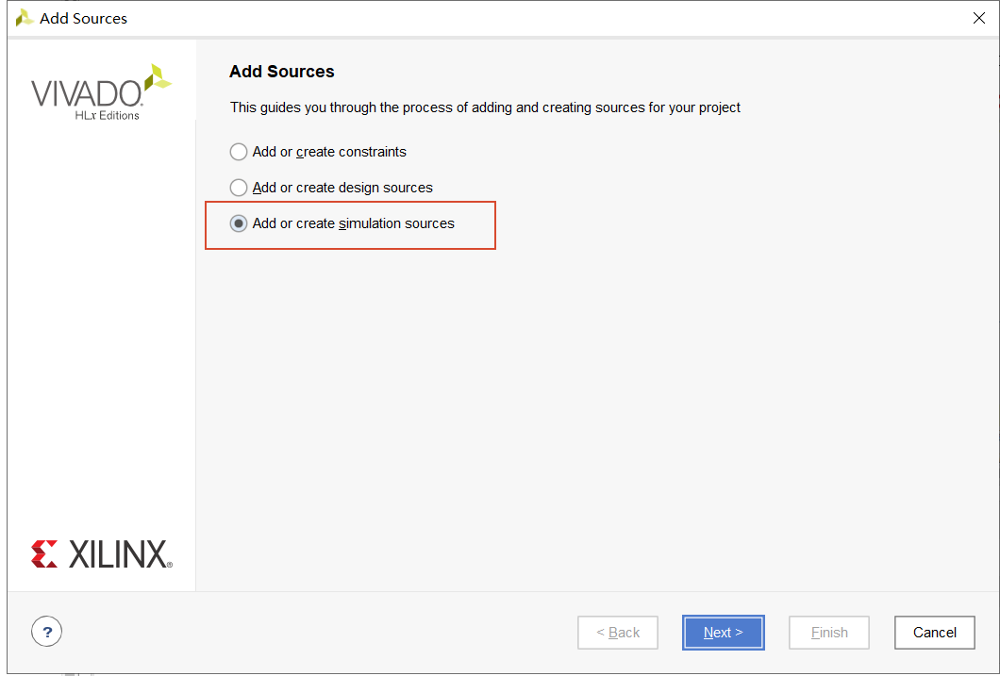 Add Sources
VIVADO
HLx Editions
Add Sources
This guides you through the process of adding and creating sources for your project
Add or create constraints
Add or create design sources
Add or create simulation sources
XILINX®
?
< Back
Next >
Finish
Cancel